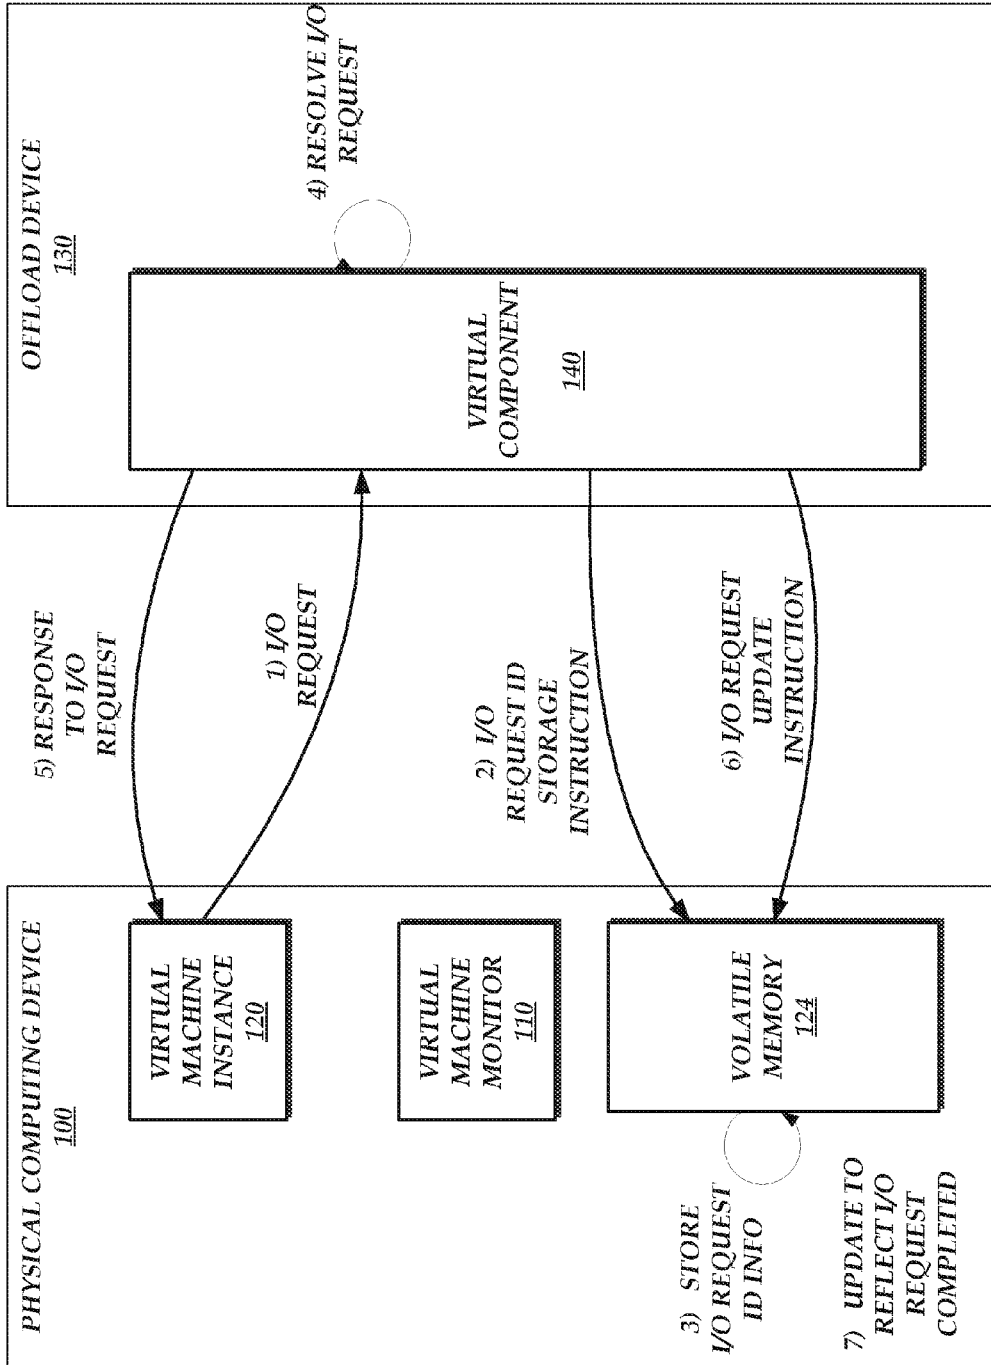 PHYSICAL COMPUTING DEVICE
100
VIRTUAL
MACHINE
INSTANCE
120
VIRTUAL
MACHINE
MONITOR
110
VOLATILE
MEMORY
124
3) STORE
I/O REQUEST
ID INFO
7) UPDATE TO
REFLECT I/O
REQUEST
COMPLETED
5) RESPONSE
TO I/O
REQUEST
1) I/O
REQUEST
2) I/O
REQUEST ID
STORAGE
INSTRUCTION
6) I/O REQUEST
UPDATE
INSTRUCTION
OFFLOAD DEVICE
130
VIRTUAL
COMPONENT
140
4) RESOLVE I/O
REQUEST